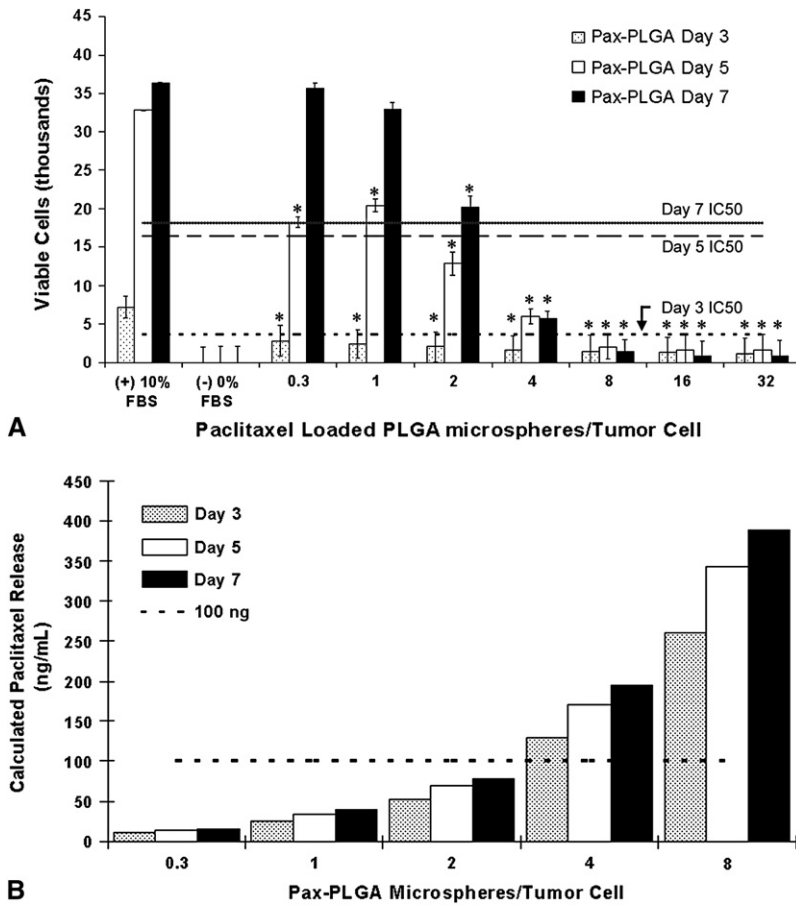 45
40
35
30
25
20
15
10
5
0
Viable Cells (thousands)
Pax-PLGA Day 3
Pax-PLGA Day 5
Pax-PLGA Day 7
* * * * * * * * * * * * * * * * * *
Day 7 IC50
Day 5 IC50
Day 3 IC50
(+) 10% FBS
(-) 0% FBS
0.3 1 2 4 8 16 32
A
Paclitaxel Loaded PLGA microspheres/Tumor Cell
450
400
350
300
250
200
150
100
50
0
Calculated Paclitaxel Release
(ng/mL)
Day 3
Day 5
Day 7
100 ng
0.3 1 2 4 8
B
Pax-PLGA Microspheres/Tumor Cell